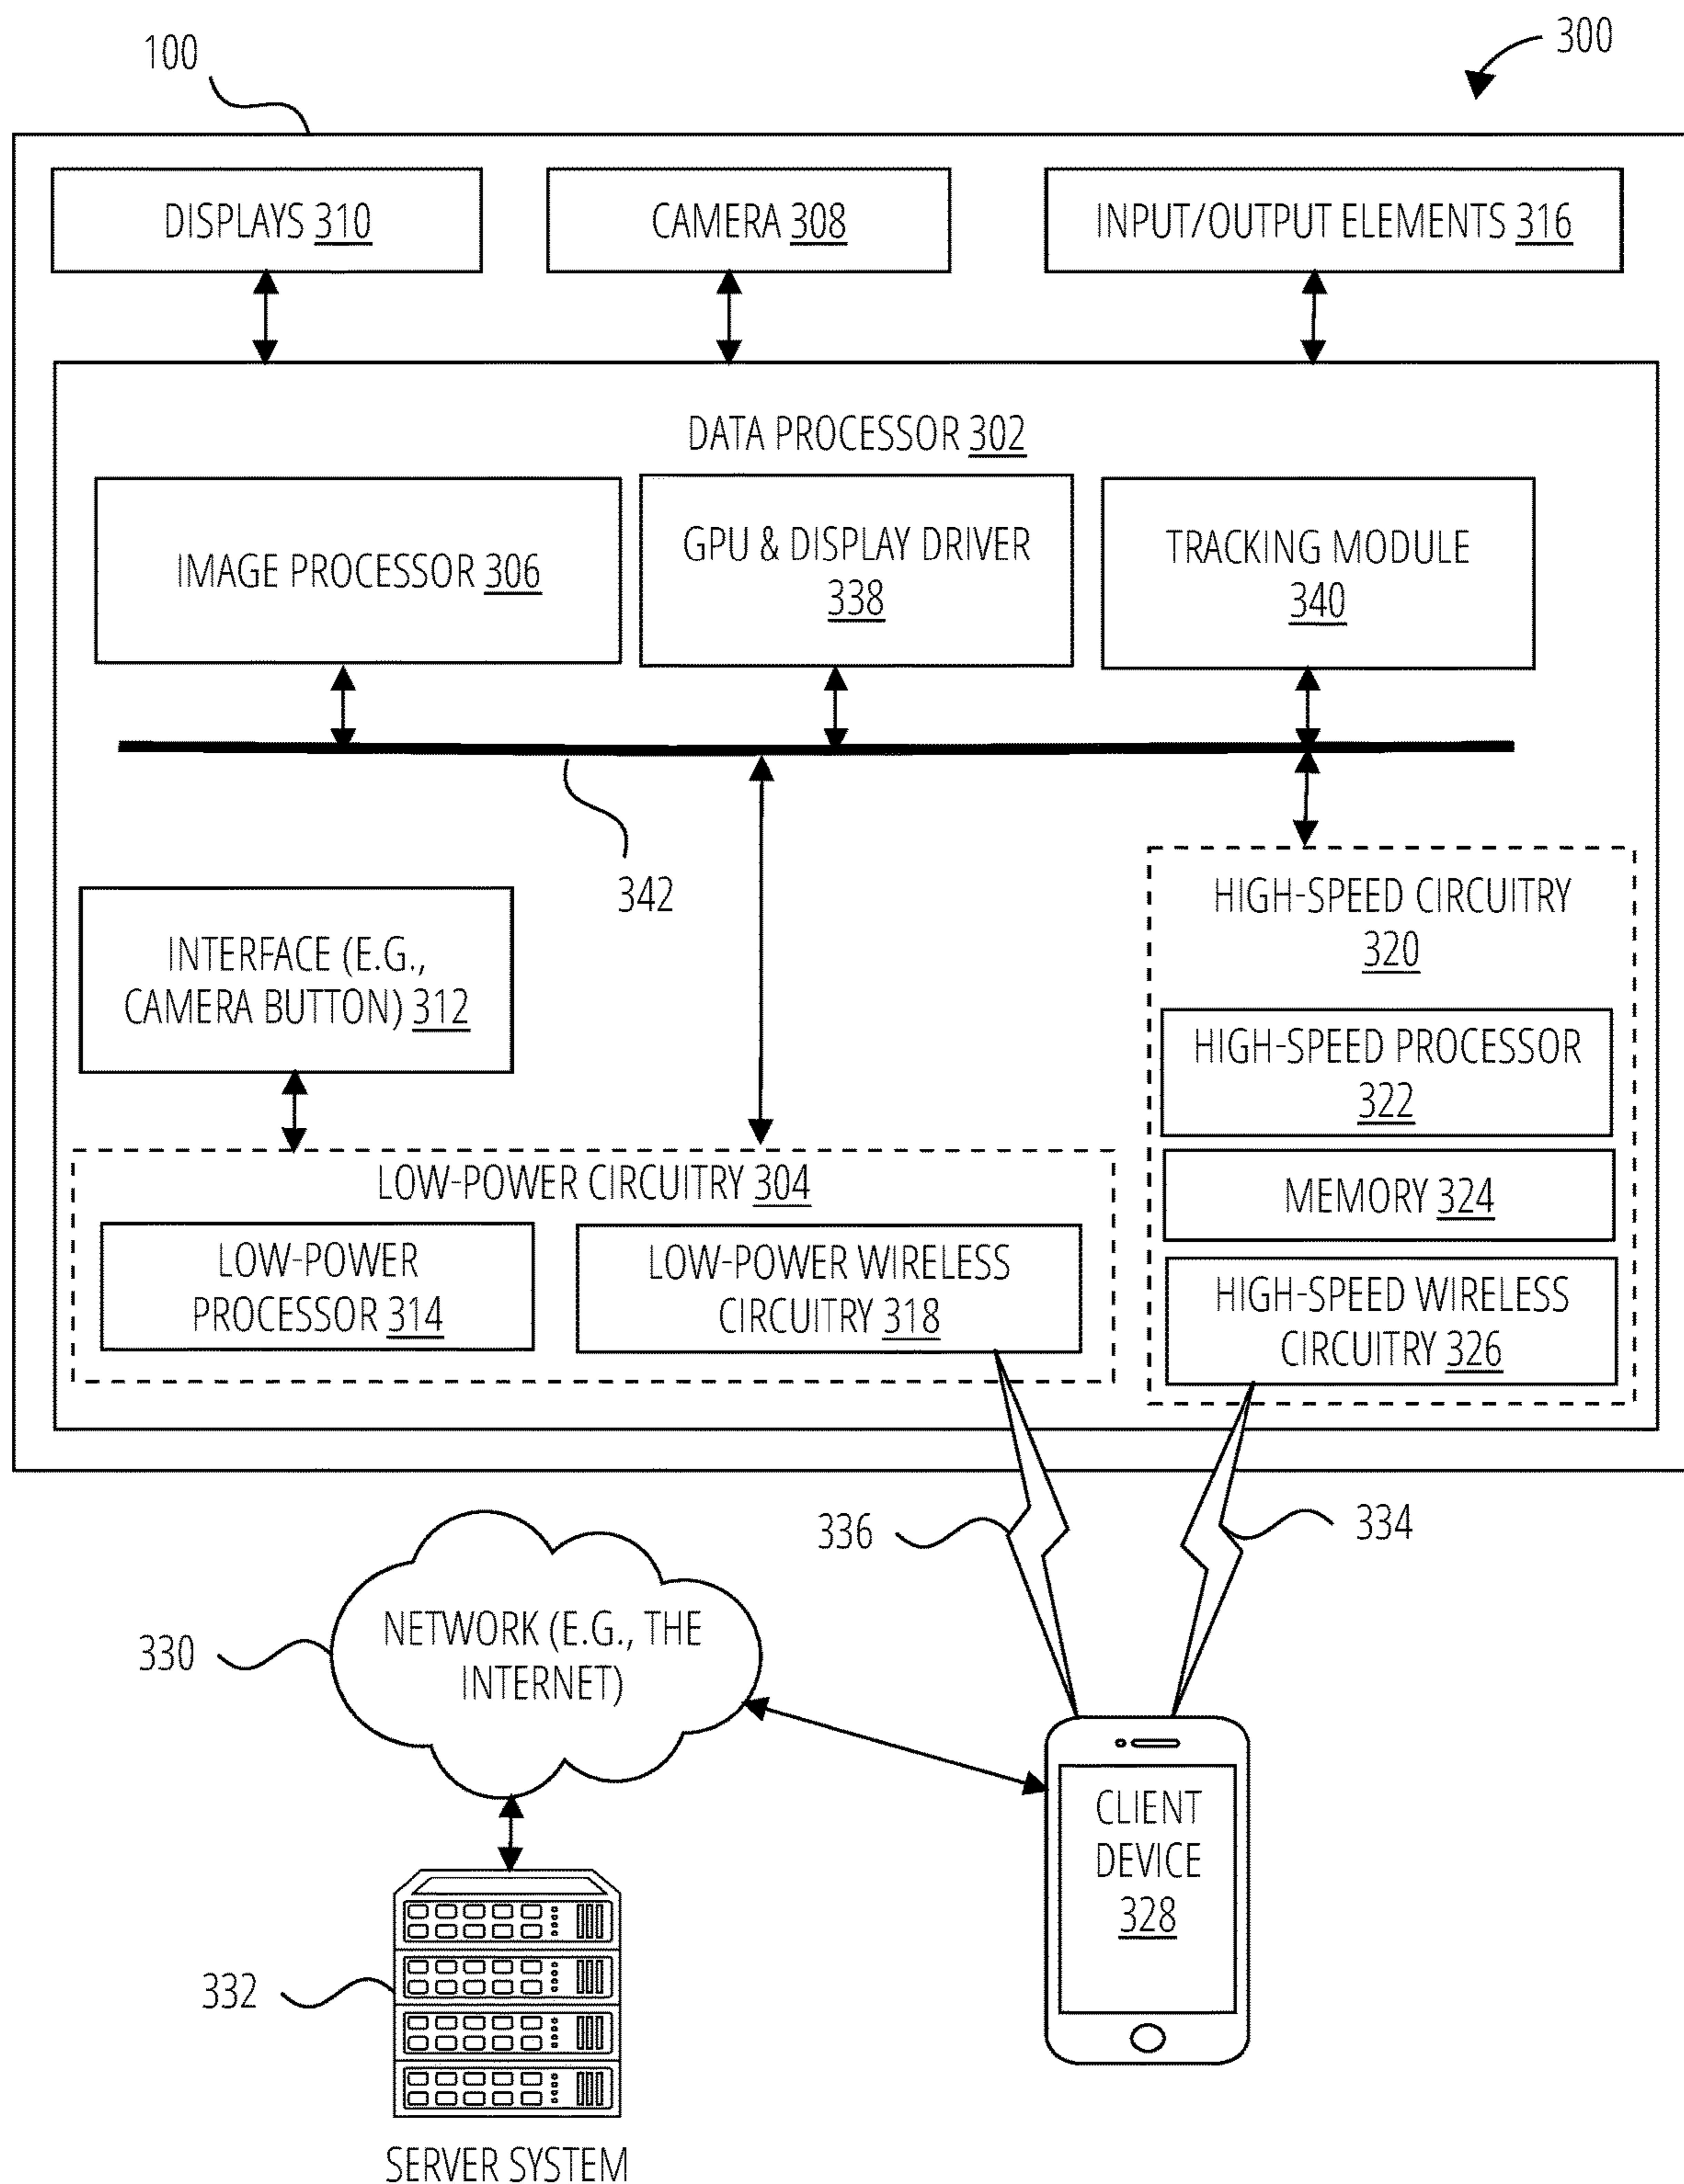 100
300
DISPLAYS 310
CAMERA 308
INPUT/OUTPUT ELEMENTS 316
DATA PROCESSOR 302
IMAGE PROCESSOR 306
GPU & DISPLAY DRIVER
338
TRACKING MODULE
340
342
INTERFACE (E.G.,
CAMERA BUTTON) 312
HIGH-SPEED CIRCUITRY
320
HIGH-SPEED PROCESSOR
322
MEMORY 324
HIGH-SPEED WIRELESS
CIRCUITRY 326
LOW-POWER CIRCUITRY 304
LOW-POWER
PROCESSOR 314
LOW-POWER WIRELESS
CIRCUITRY 318
336
334
330
NETWORK (E.G., THE
INTERNET)
CLIENT
DEVICE
328
332
SERVER SYSTEM